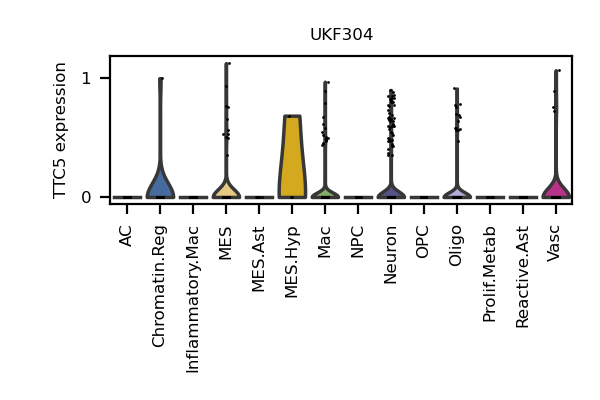 UKF304
TTC5 expression
1
0
AC
Chromatin.Reg
Inflammatory.Mac
MES
MES.Ast
MES.Hyp
Mac
NPC
Neuron
OPC
Oligo
Prolif.Metab
Reactive.Ast
Vasc